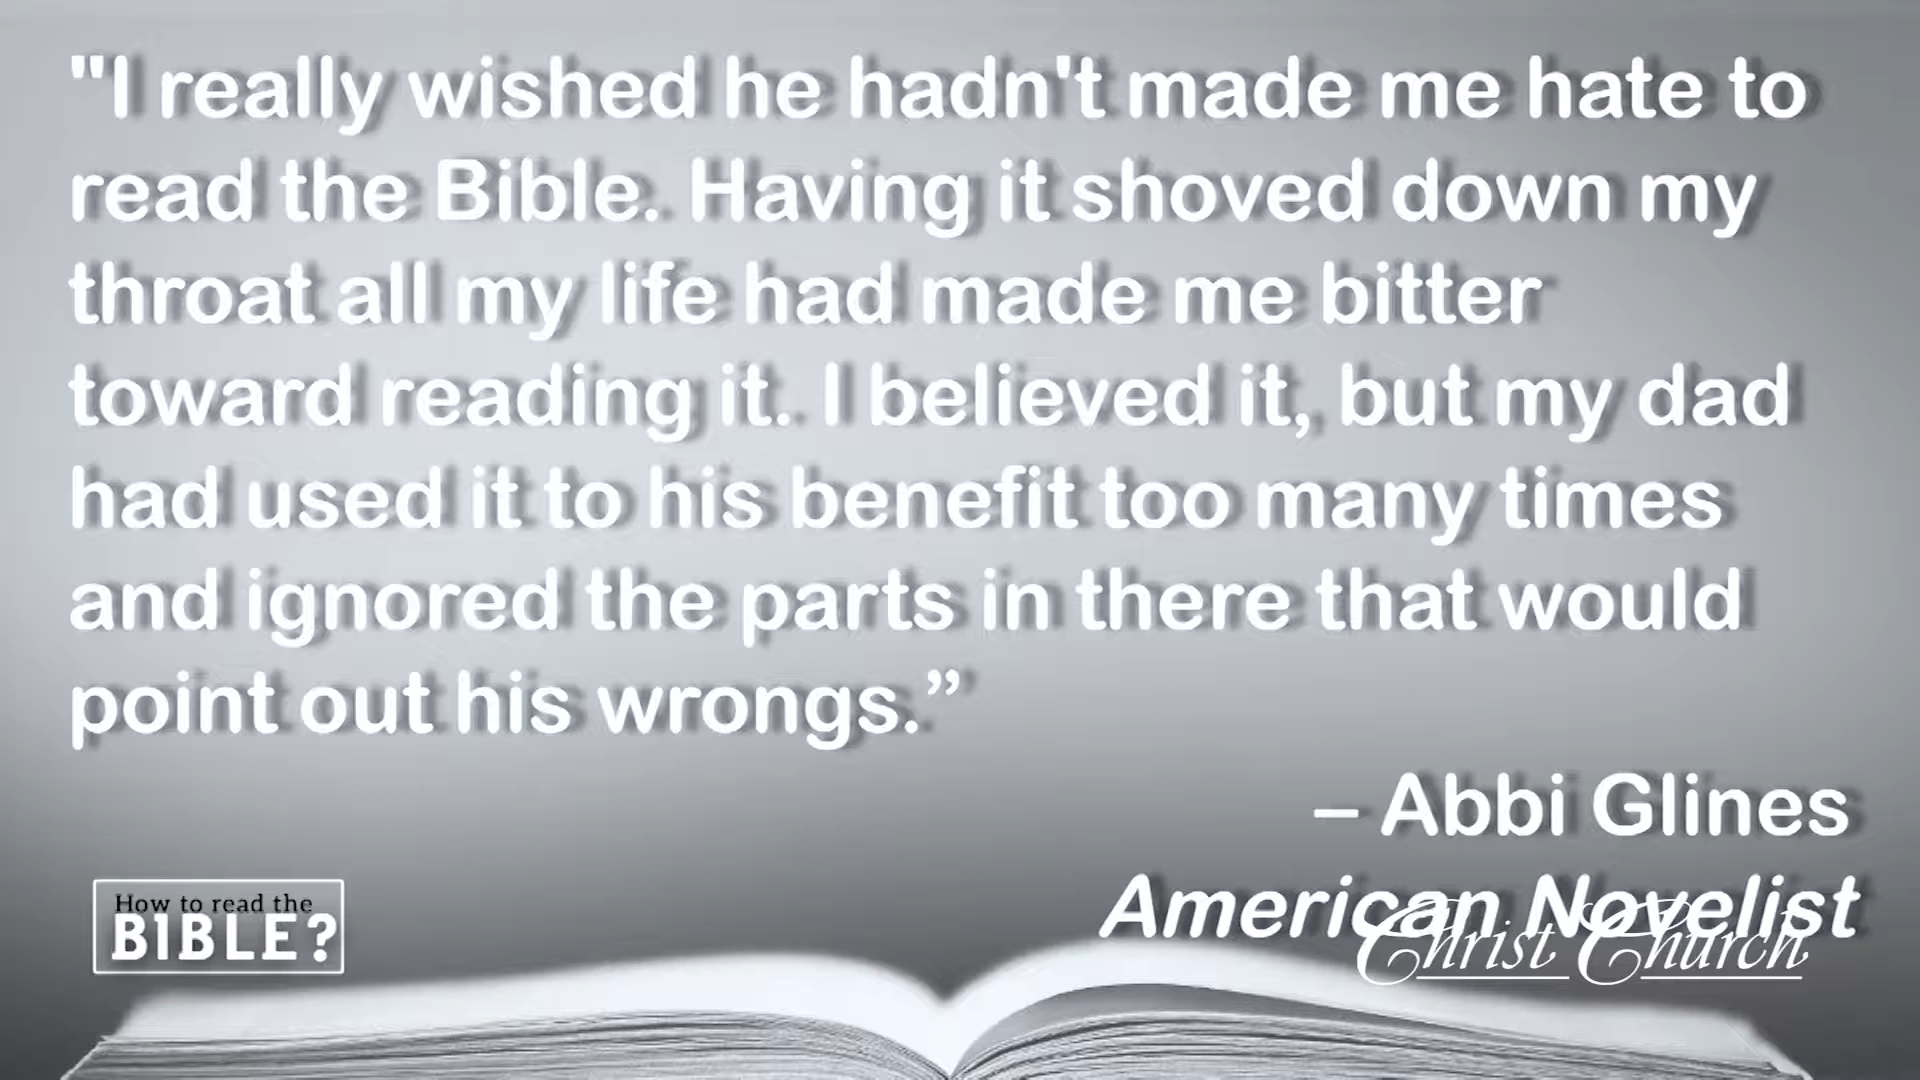 "I really wished he hadn't made me hate to
read the Bible. Having it shoved down my
throat all my life had made me bitter
toward reading it. I believed it, but my dad
had used it to his benefit too many times
and ignored the parts in there that would
point out his wrongs.”
– Abbi Glines
American Novelist
How to read the
BIBLE?
Christ Church